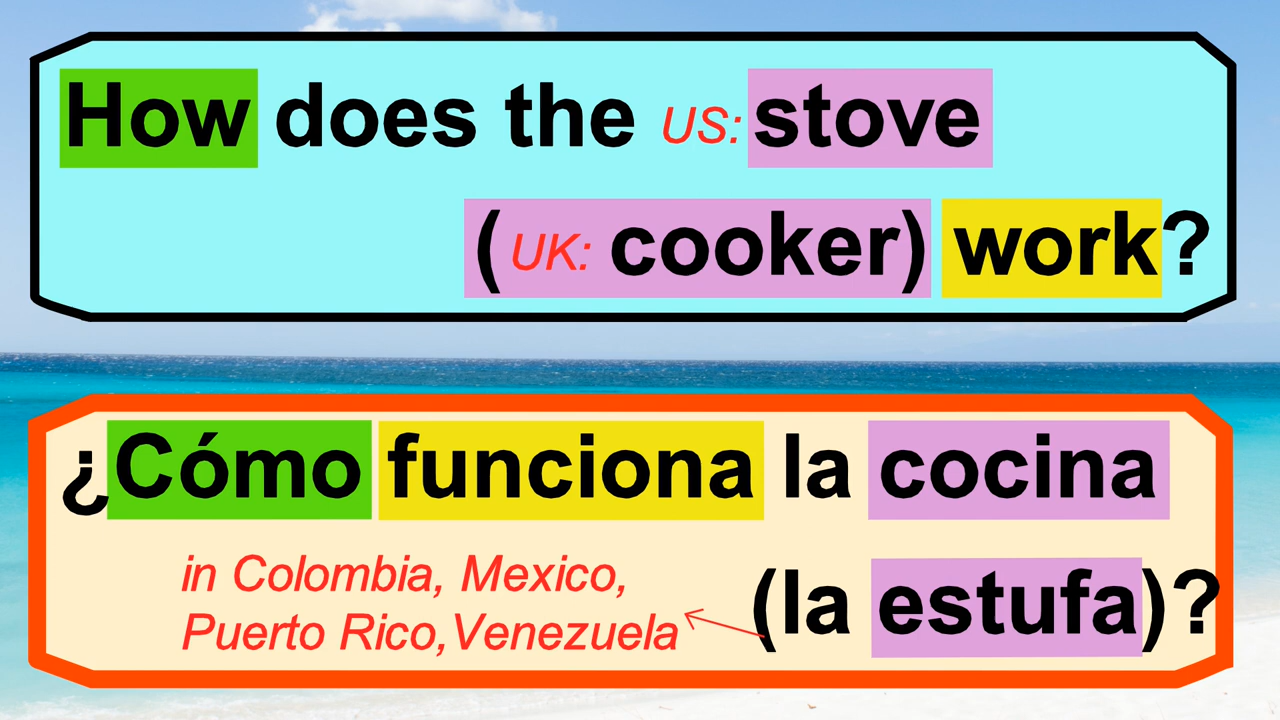 How does the US: stove
(UK: cooker) work?
¿Cómo funciona la cocina
in Colombia, Mexico,
Puerto Rico,Venezuela
(la estufa)?